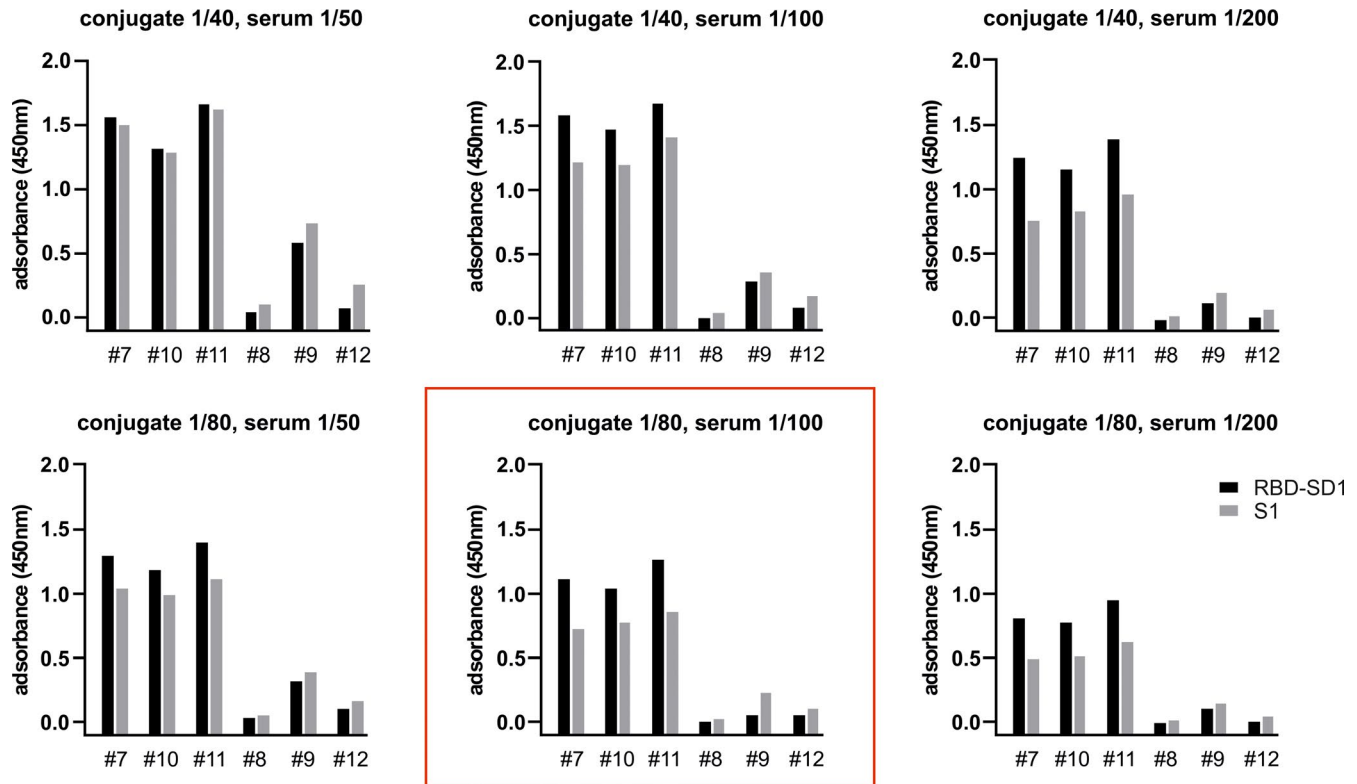 conjugate 1/40, serum 1/50
adsorbance (450nm)
2.0
1.5
1.0
0.5
0.0
#7 #10 #11 #8 #9 #12
conjugate 1/40, serum 1/100
adsorbance (450nm)
2.0
1.5
1.0
0.5
0.0
#7 #10 #11 #8 #9 #12
conjugate 1/40, serum 1/200
adsorbance (450nm)
2.0
1.5
1.0
0.5
0.0
#7 #10 #11 #8 #9 #12
conjugate 1/80, serum 1/50
adsorbance (450nm)
2.0
1.5
1.0
0.5
0.0
#7 #10 #11 #8 #9 #12
conjugate 1/80, serum 1/100
adsorbance (450nm)
2.0
1.5
1.0
0.5
0.0
#7 #10 #11 #8 #9 #12
conjugate 1/80, serum 1/200
adsorbance (450nm)
2.0
1.5
1.0
0.5
0.0
#7 #10 #11 #8 #9 #12
RBD-SD1
S1